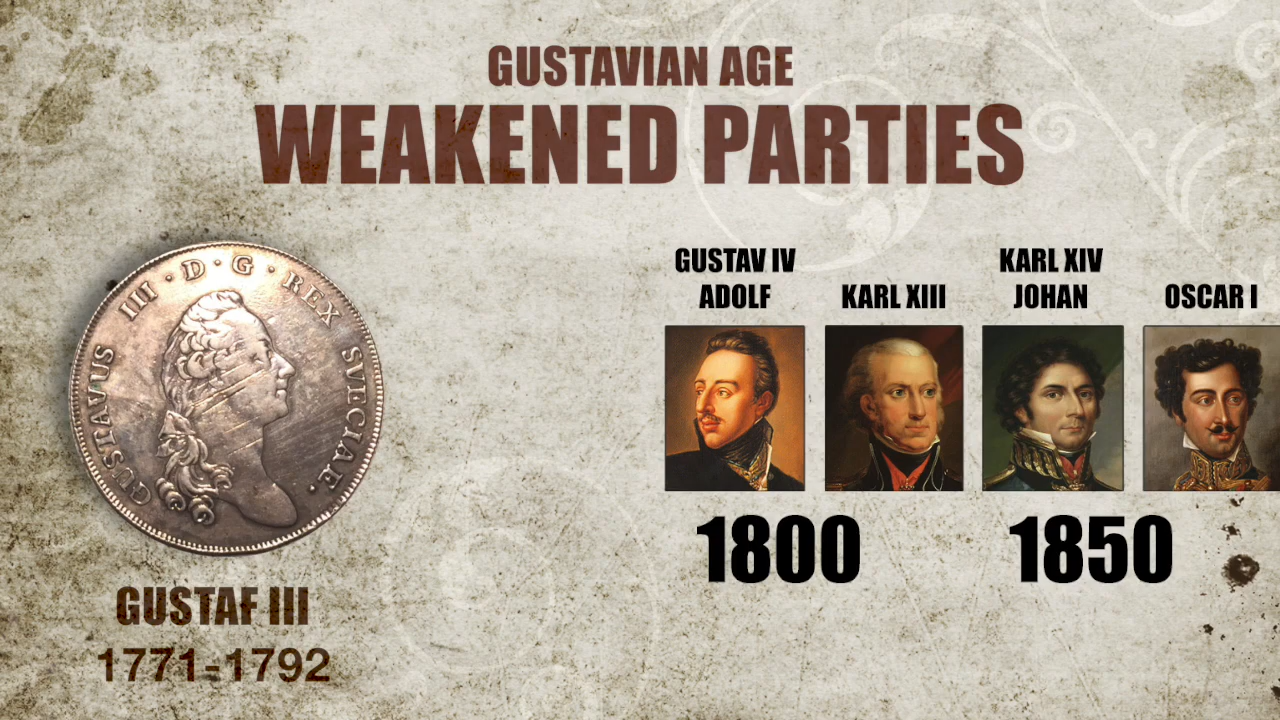 GUSTAVIAN AGE
WEAKENED PARTIES
GUSTAVUS III · D · G · REX SVECIAE.
GUSTAF III
1771-1792
GUSTAV IV
ADOLF
KARL XIII
KARL XIV
JOHAN
OSCAR I
1800
1850